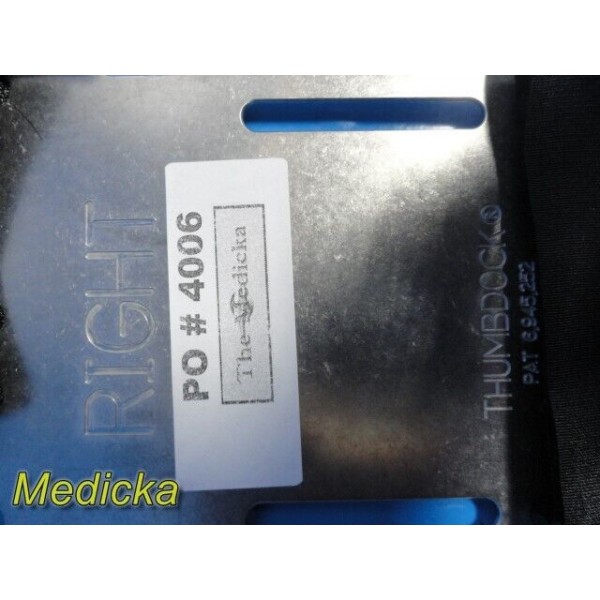 RIGHT
PO # 4006
The Medicka
THUMBDOCK®
PAT 6,945,252
Medicka